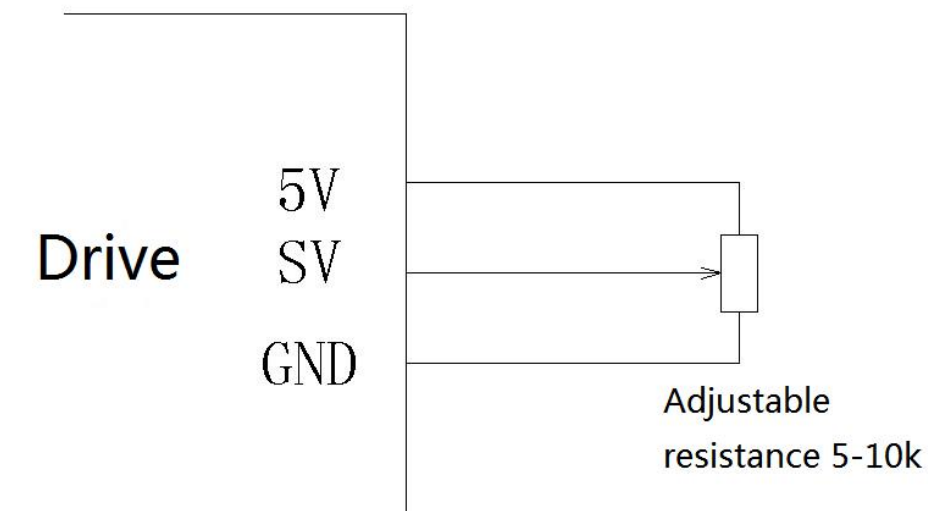 5V
Drive
SV
GND
Adjustable
resistance 5-10k